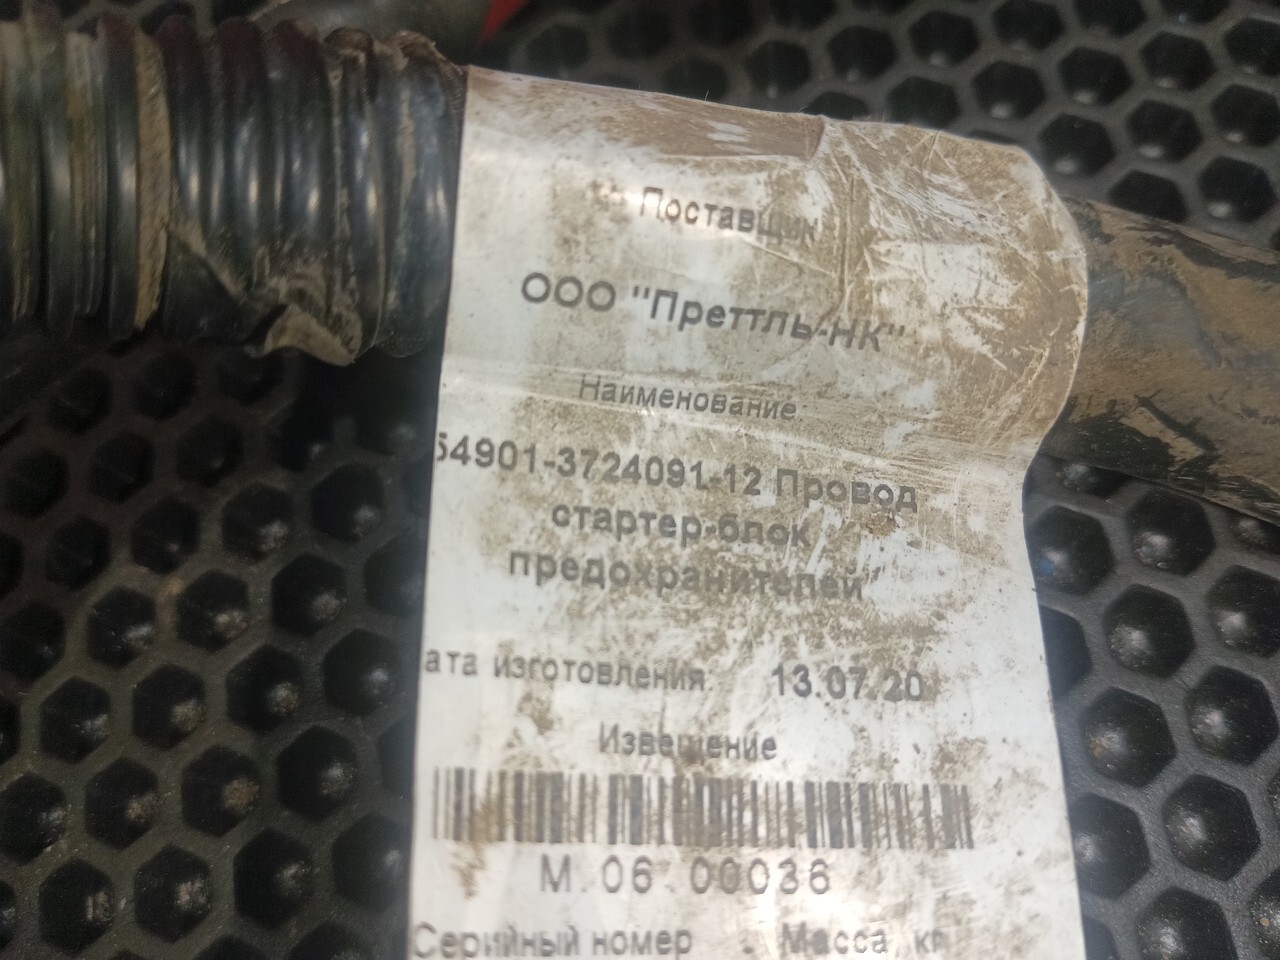 Поставщик
ООО "Преттль-НК"
Наименование:
54901-3724091-12 Провод
стартер-блок
предохранителей
ата изготовления: 13.07.20
Извещение
М.06.00036
Серийный номер Масса, кг